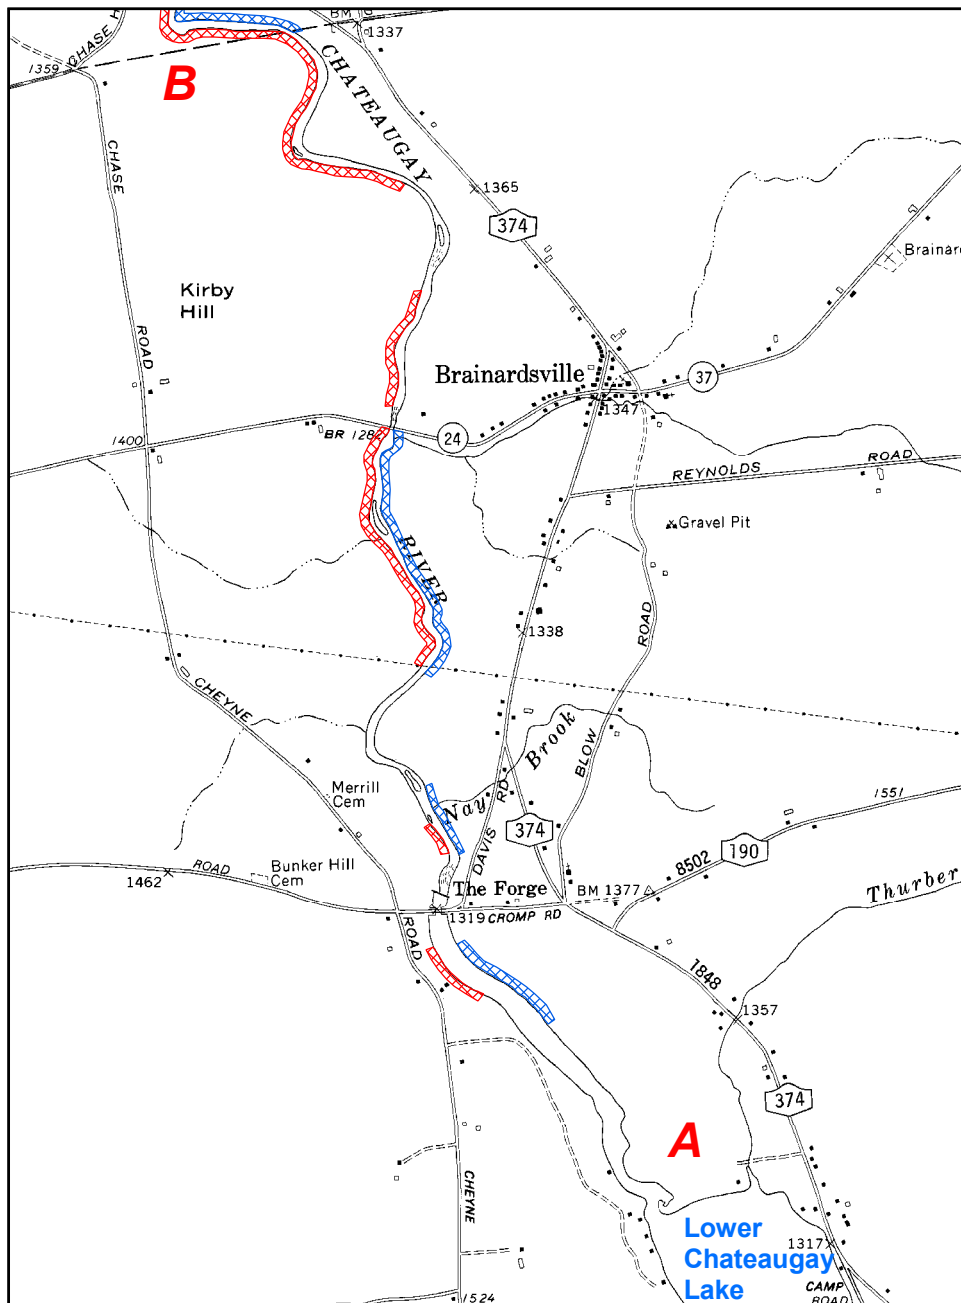 BM
1337
CHASE
1359
B
CHATEAUGAY
CHASE
1365
374
Brainard
Kirby
Hill
ROAD
Brainardsville
37
1347
1400
BR 1282
24
REYNOLDS
ROAD
Gravel Pit
RIVER
1338
ROAD
CHEYNE
Nay Brook
BLOW
Merrill
Cem
DAVIS RD
374
1551
190
8502
ROAD
1462
Bunker Hill
Cem
The Forge
BM 1377
Thurber
1319
CROMP RD
ROAD
1848
1357
374
A
CHEYNE
Lower
Chateaugay
Lake
1317
CAMP
ROAD
1524